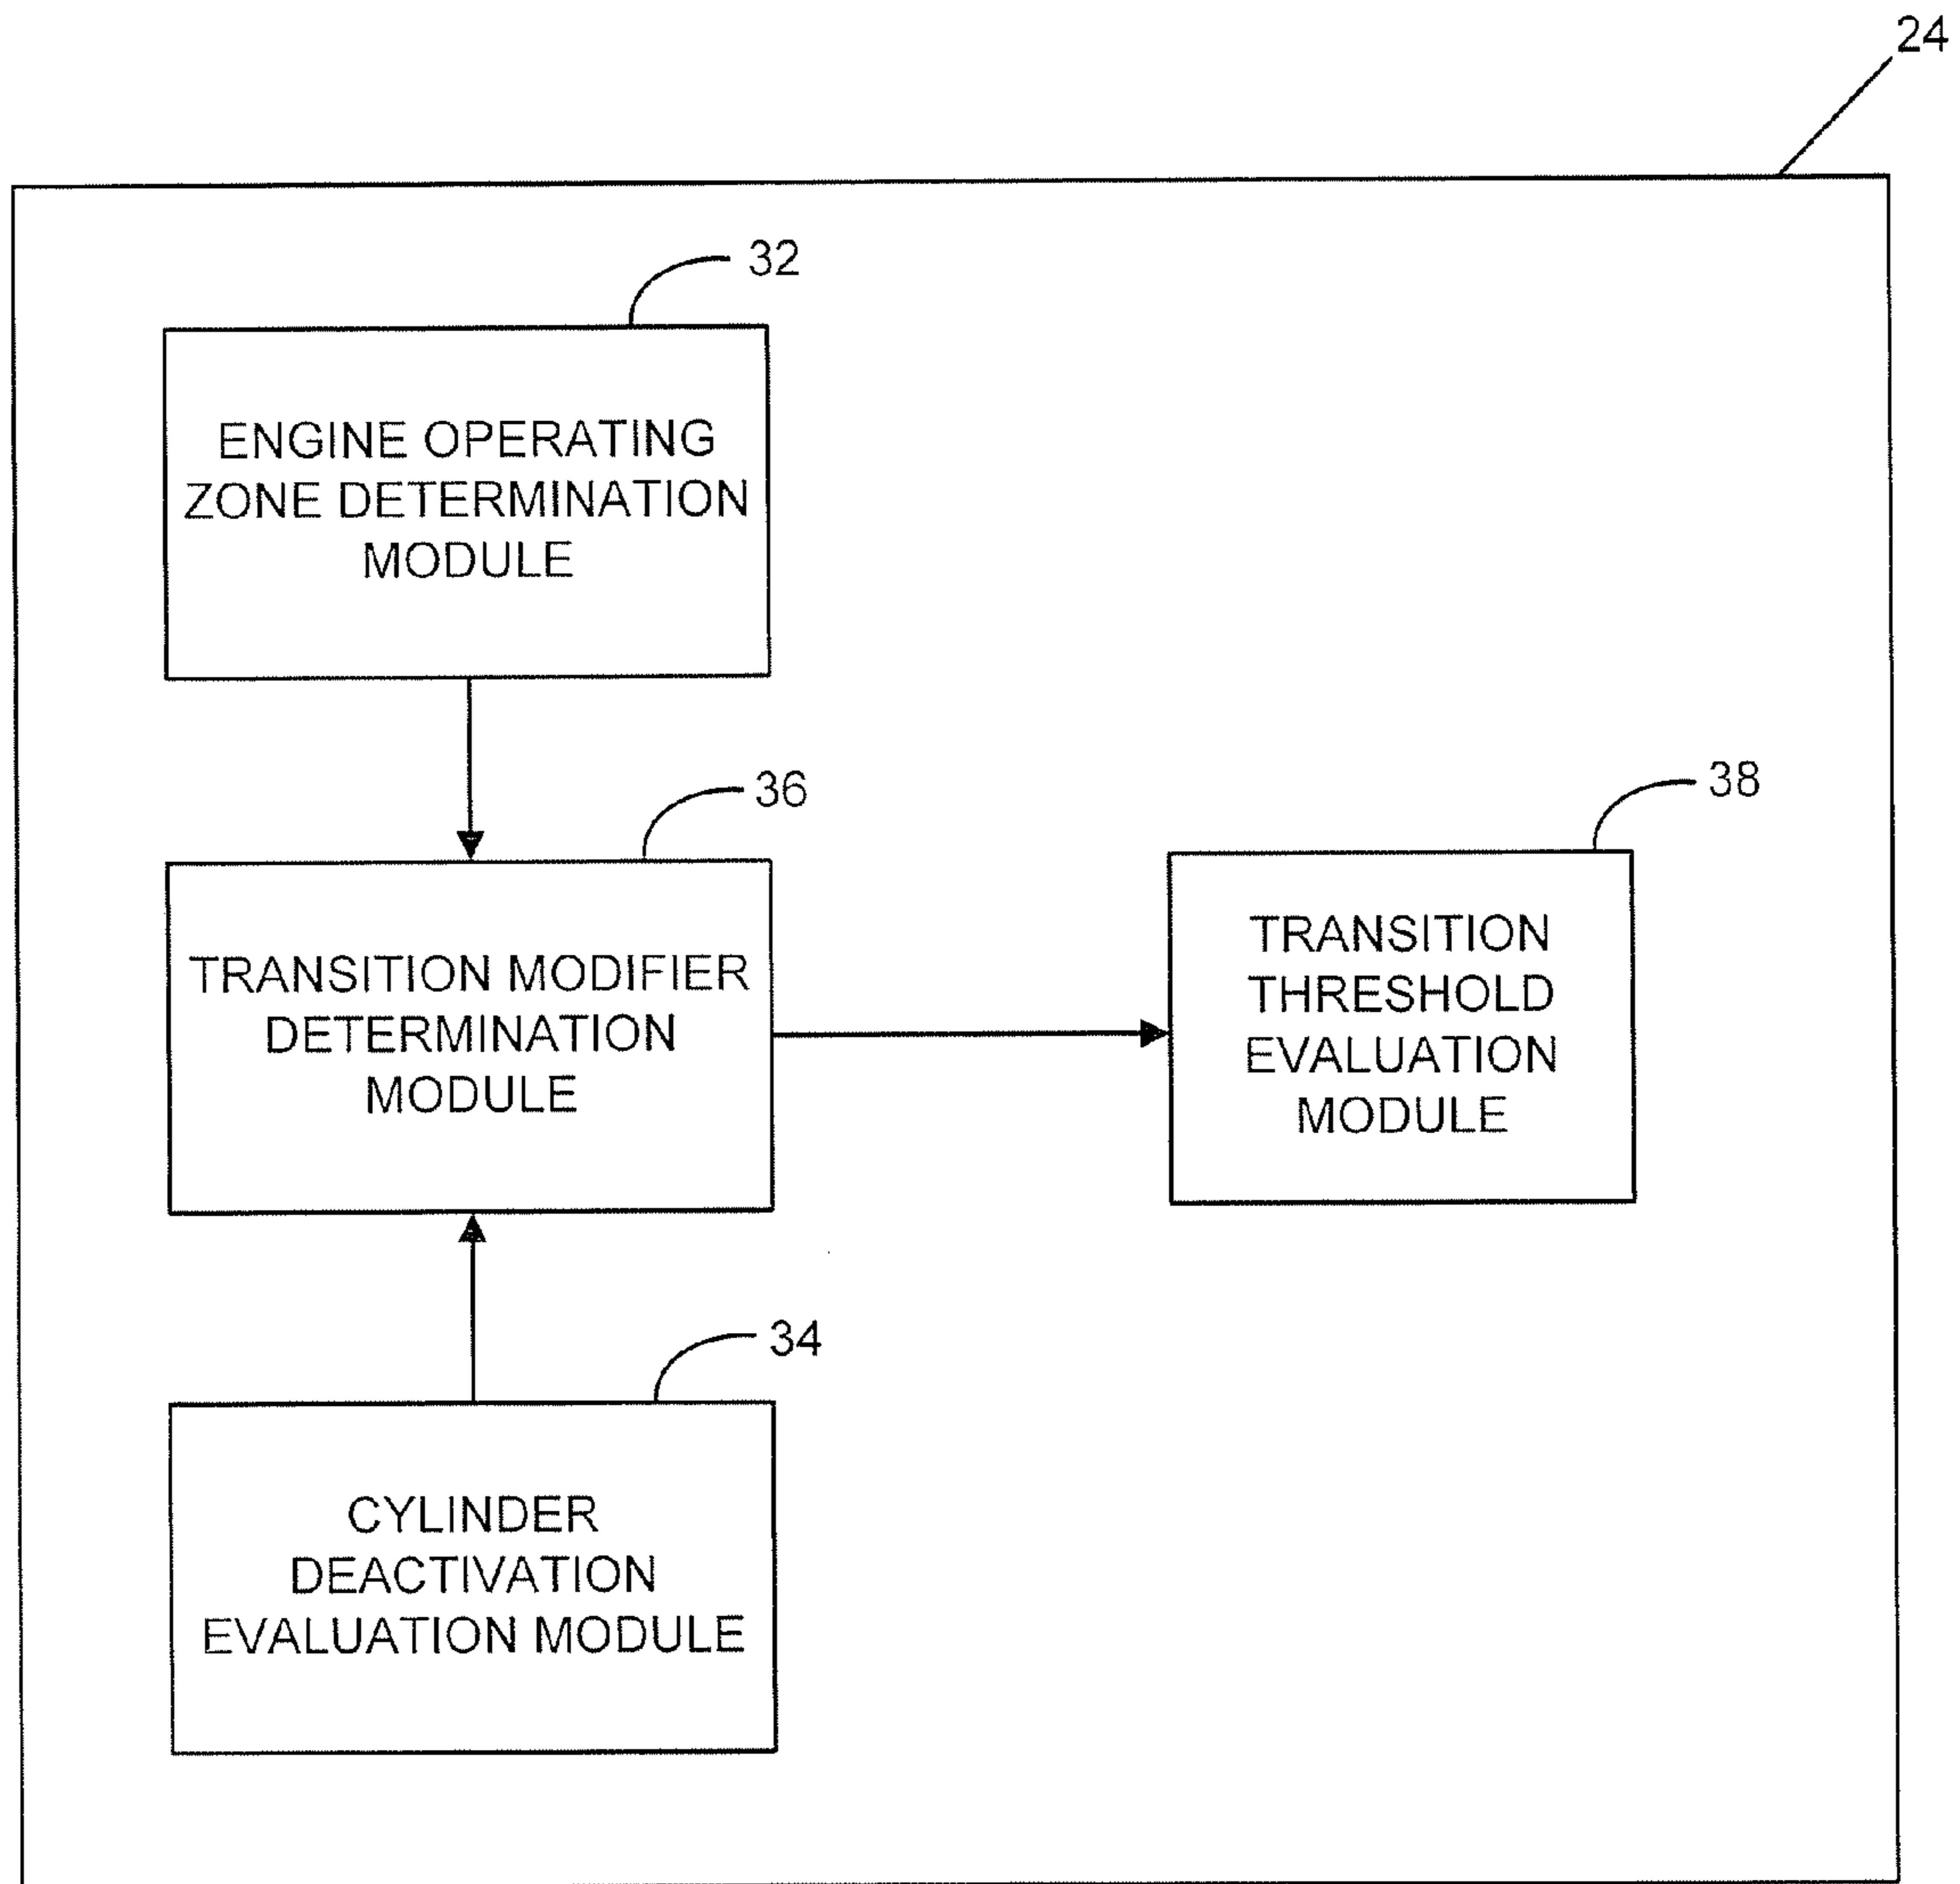 24
32
ENGINE OPERATING
ZONE DETERMINATION
MODULE
36
TRANSITION MODIFIER
DETERMINATION
MODULE
38
TRANSITION
THRESHOLD
EVALUATION
MODULE
34
CYLINDER
DEACTIVATION
EVALUATION MODULE